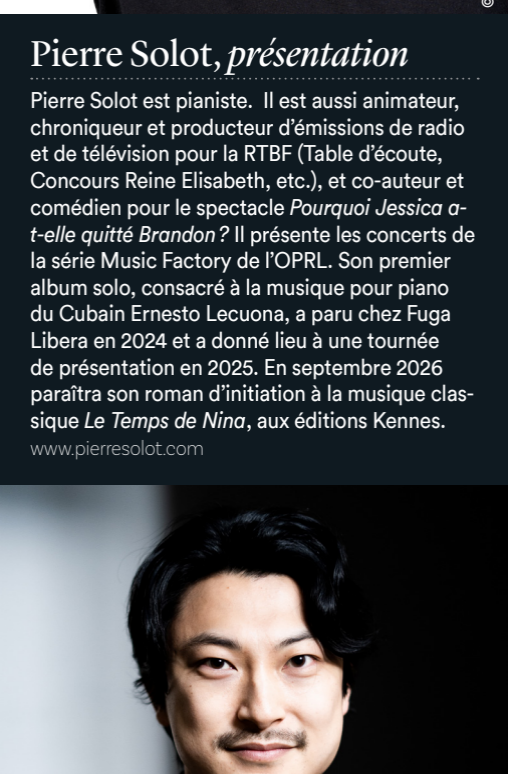 Pierre Solot, présentation
Pierre Solot est pianiste. Il est aussi animateur,
chroniqueur et producteur d'émissions de radio
et de télévision pour la RTBF (Table d'écoute,
Concours Reine Elisabeth, etc.), et co-auteur et
comédien pour le spectacle Pourquoi Jessica a-
t-elle quitté Brandon ? Il présente les concerts de
la série Music Factory de l'OPRL. Son premier
album solo, consacré à la musique pour piano
du Cubain Ernesto Lecuona, a paru chez Fuga
Libera en 2024 et a donné lieu à une tournée
de présentation en 2025. En septembre 2026
paraîtra son roman d'initiation à la musique clas-
sique Le Temps de Nina, aux éditions Kennes.
www.pierresolot.com